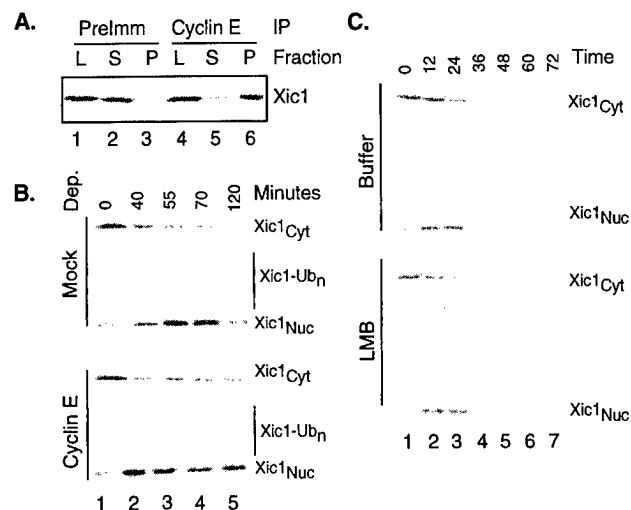 A.
PreImm Cyclin E IP
L S P L S P Fraction
Xic1
1 2 3 4 5 6
B.
Dep. 0 40 55 70 120 Minutes
Mock
Xic1Cyt
Xic1-Ubn
Xic1Nuc
Cyclin E
Xic1Cyt
Xic1-Ubn
Xic1Nuc
1 2 3 4 5
C.
0 12 24 36 48 60 72 Time
Buffer
Xic1Cyt
Xic1Nuc
LMB
Xic1Cyt
Xic1Nuc
1 2 3 4 5 6 7